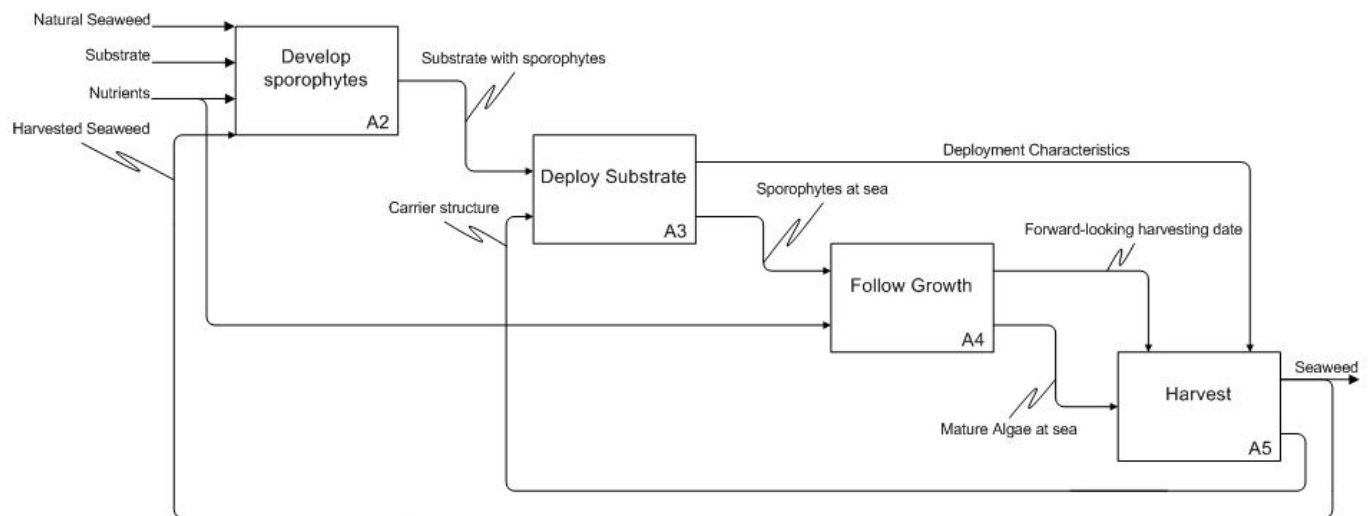 Natural Seaweed
Substrate
Nutrients
Harvested Seaweed
Develop
sporophytes
A2
Substrate with sporophytes
Deploy Substrate
A3
Carrier structure
Deployment Characteristics
Sporophytes at sea
Forward-looking harvesting date
Follow Growth
A4
Mature Algae at sea
Harvest
A5
Seaweed